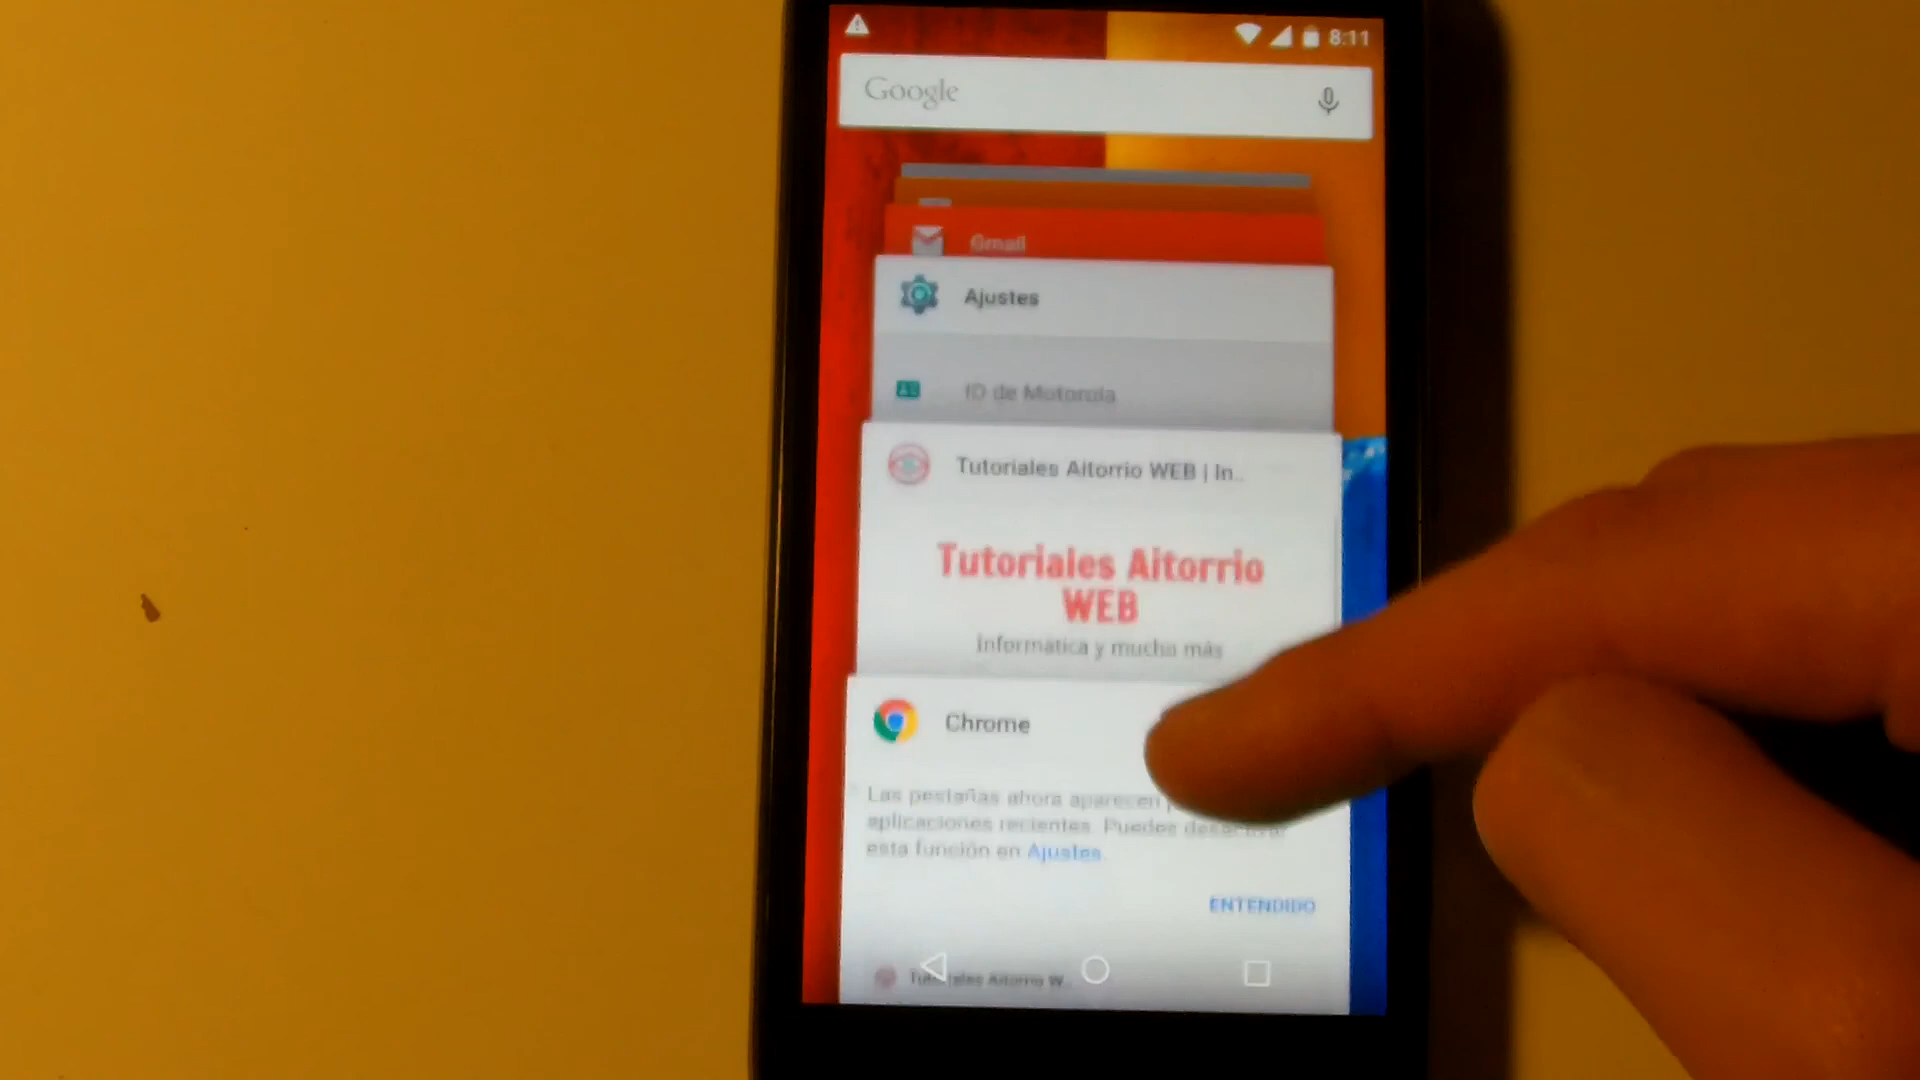 8:11
Google
Gmail
Ajustes
ID de Motorola
Tutoriales Aitorrio WEB | In...
Tutoriales Aitorrio
WEB
Informática y mucho más
Chrome
Las pestañas ahora aparecen
aplicaciones recientes. Puedes desactivar
esta función en Ajustes.
ENTENDIDO
Tutoriales Aitorrio W...